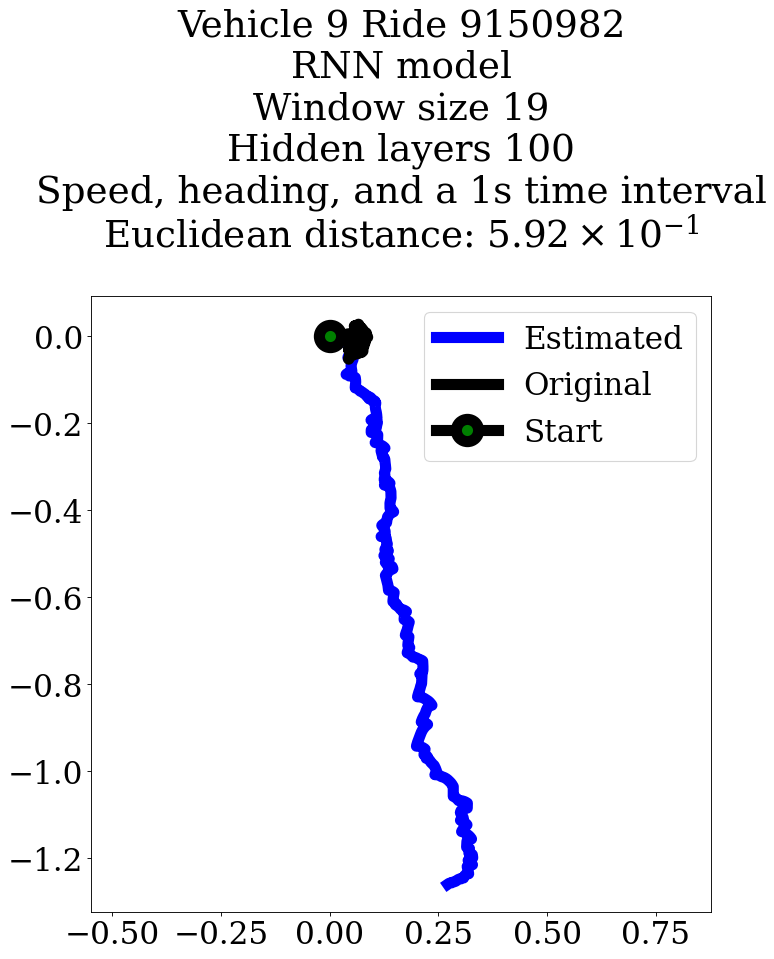 Vehicle 9 Ride 9150982
RNN model
Window size 19
Hidden layers 100
Speed, heading, and a 1s time interval
Euclidean distance: 5.92 × 10⁻¹
Estimated
Original
Start
0.0
−0.2
−0.4
−0.6
−0.8
−1.0
−1.2
−0.50 −0.25 0.00 0.25 0.50 0.75